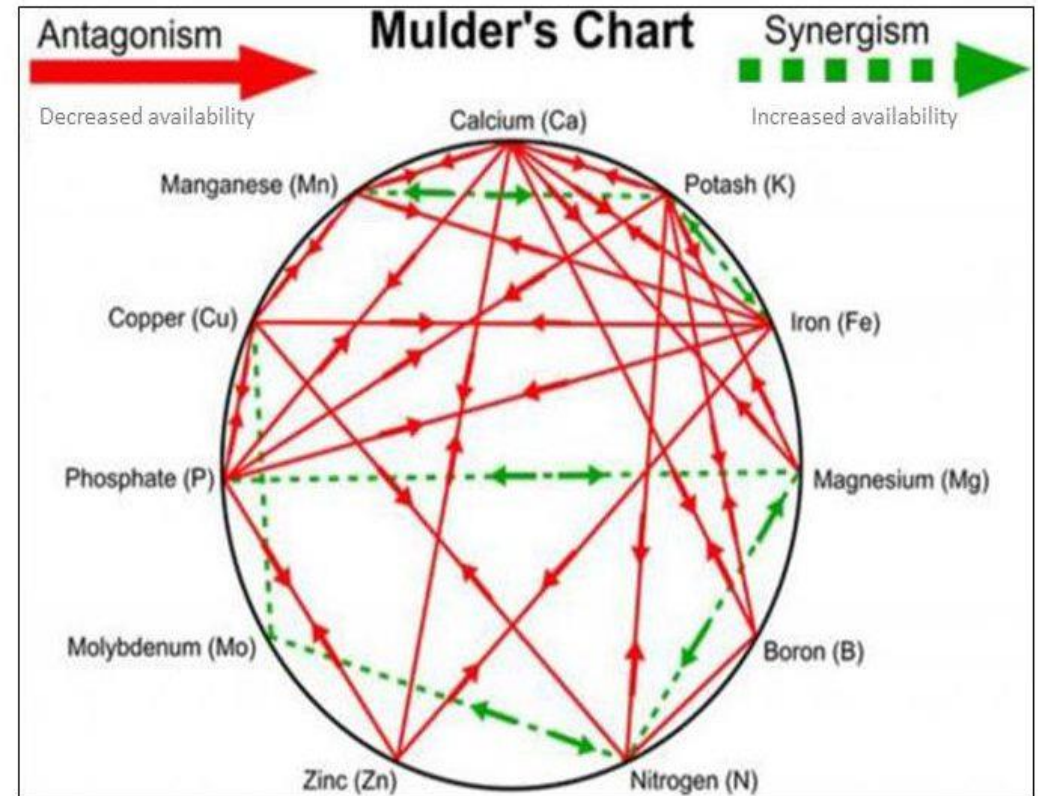 Mulder's Chart
Antagonism
Decreased availability
Synergism
Increased availability
Calcium (Ca)
Manganese (Mn)
Potash (K)
Copper (Cu)
Iron (Fe)
Phosphate (P)
Magnesium (Mg)
Molybdenum (Mo)
Boron (B)
Zinc (Zn)
Nitrogen (N)